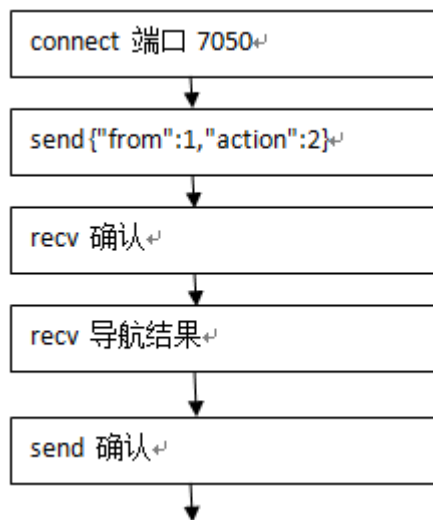 connect 端口 7050↵
send{"from":1,"action":2}↵
recv 确认↵
recv 导航结果↵
send 确认↵